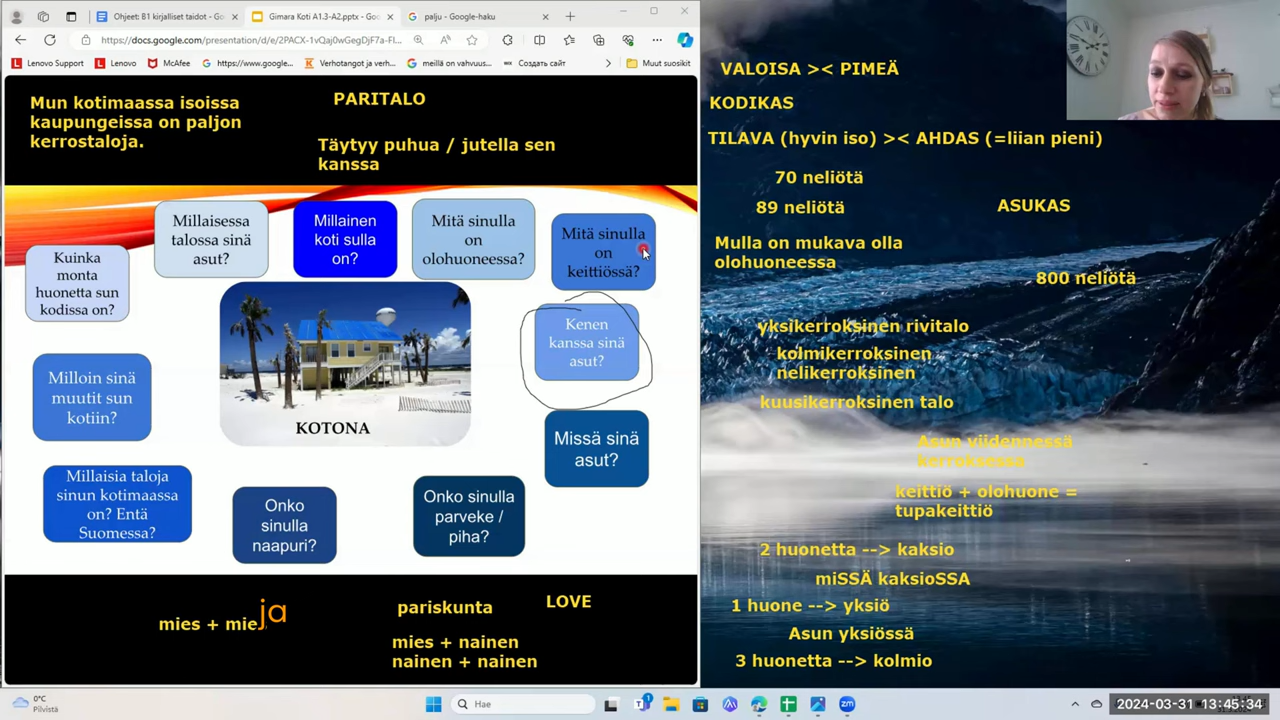 Ohjeet: B1 kirjalliset taidot - Go
Gimara Koti A1.3-A2.pptx - Goo
palju - Google-haku
https://docs.google.com/presentation/d/e/2PACX-1vQaj0wGegDjF7a-Fl...
Lenovo Support
Lenovo
McAfee
https://www.google...
Verhotangot ja verh...
meillä on vahvuus...
Создать сайт
Muut suosikit
Mun kotimaassa isoissa
kaupungeissa on paljon
kerrostaloja.
PARITALO
Täytyy puhua / jutella sen
kanssa
Millaisessa
talossa sinä
asut?
Millainen
koti sulla
on?
Mitä sinulla
on
olohuoneessa?
Mitä sinulla
on
keittiössä?
Kuinka
monta
huonetta sun
kodissa on?
Kenen
kanssa sinä
asut?
Milloin sinä
muutit sun
kotiin?
KOTONA
Missä sinä
asut?
Millaisia taloja
sinun kotimaassa
on? Entä
Suomessa?
Onko
sinulla
naapuri?
Onko sinulla
parveke /
piha?
mies + mie
ja
pariskunta
LOVE
mies + nainen
nainen + nainen
VALOISA >< PIMEÄ
KODIKAS
TILAVA (hyvin iso) >< AHDAS (=liian pieni)
70 neliötä
89 neliötä
ASUKAS
Mulla on mukava olla
olohuoneessa
800 neliötä
yksikerroksinen rivitalo
kolmikerroksinen
nelikerroksinen
kuusikerroksinen talo
Asun viidennessä
kerroksessa
keittiö + olohuone =
tupakeittiö
2 huonetta --> kaksio
miSSÄ kaksioSSA
1 huone --> yksiö
Asun yksiössä
3 huonetta --> kolmio
0°C
Pilvistä
Hae
2024-03-31 13:45:34